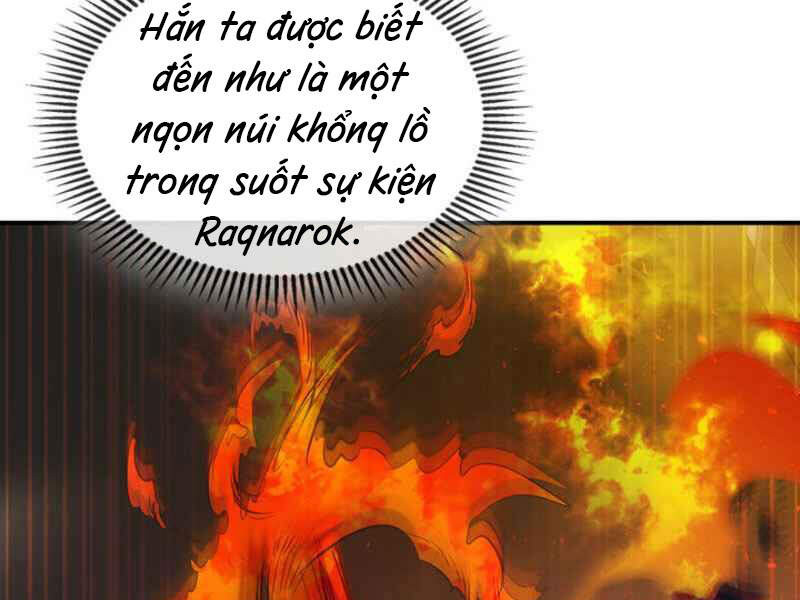 Hắn ta được biết
đến như là một
ngọn núi khổng lồ
trong suốt sự kiện
Ragnarok.